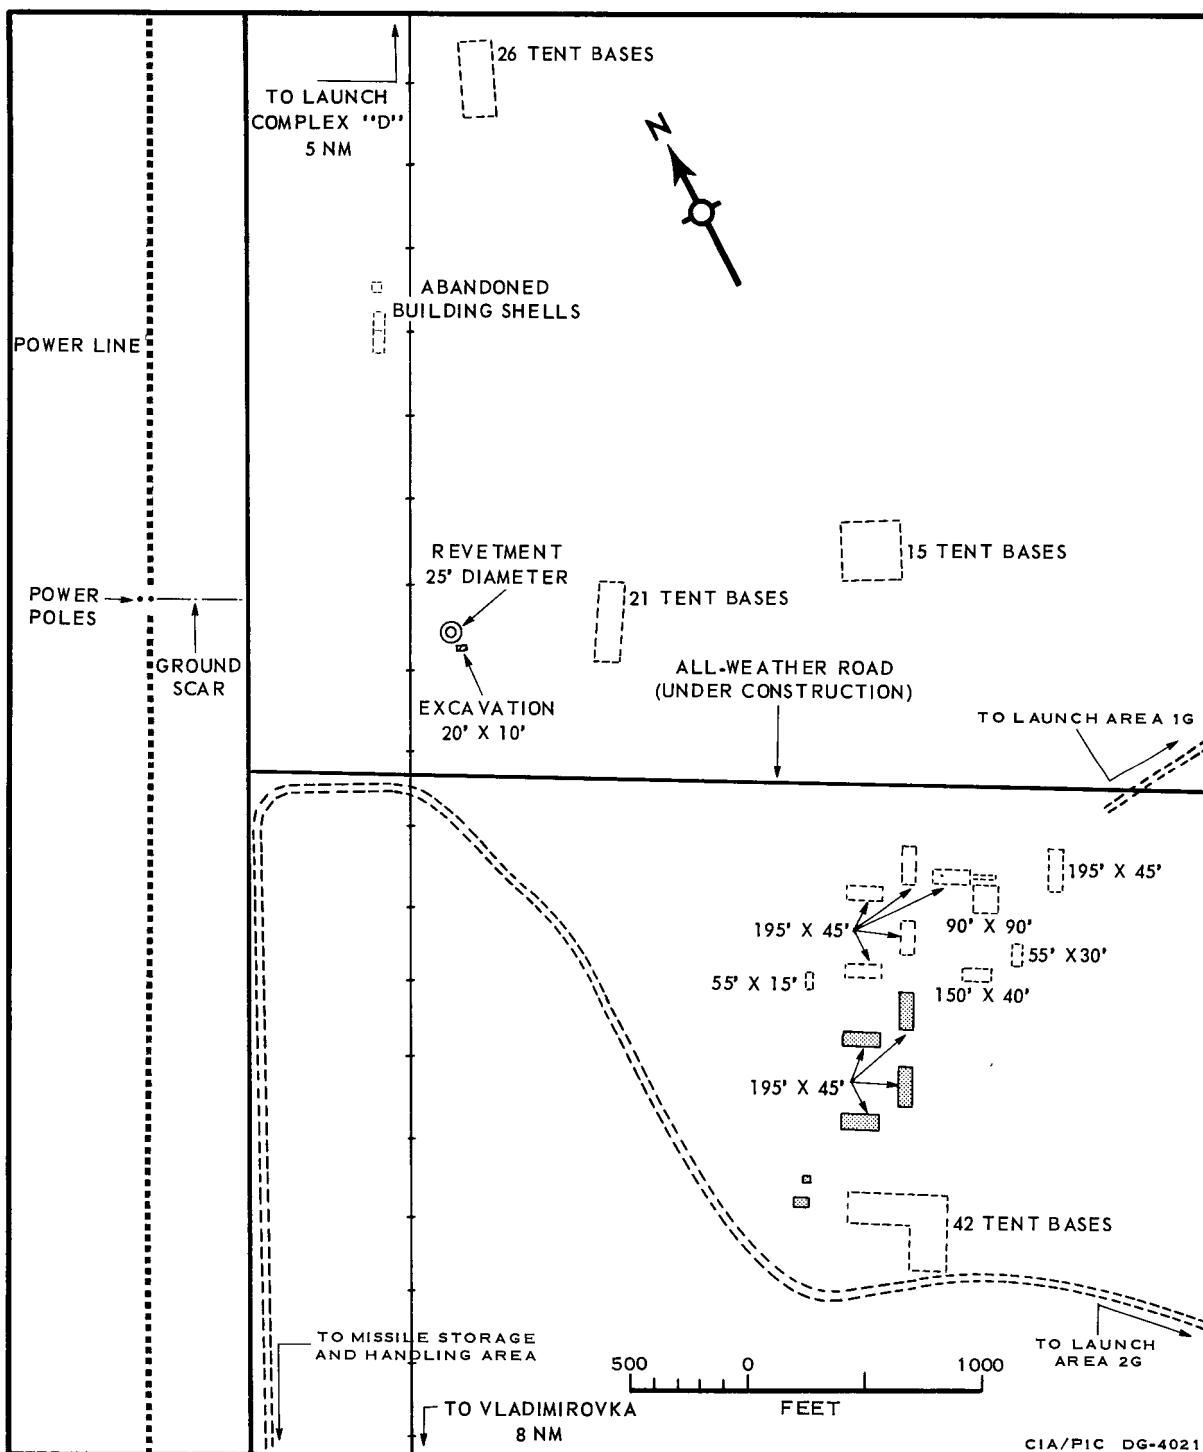 26 TENT BASES
TO LAUNCH
COMPLEX "D"
5 NM
N
ABANDONED
BUILDING SHELLS
POWER LINE
REVETMENT
25' DIAMETER
15 TENT BASES
POWER
POLES
21 TENT BASES
GROUND
SCAR
EXCAVATION
20' X 10'
ALL-WEATHER ROAD
(UNDER CONSTRUCTION)
TO LAUNCH AREA 1G
195' X 45'
195' X 45'
90' X 90'
55' X 15'
55' X 30'
150' X 40'
195' X 45'
42 TENT BASES
TO MISSILE STORAGE
AND HANDLING AREA
TO LAUNCH
AREA 2G
500 0 1000
FEET
TO VLADIMIROVKA
8 NM
CIA/PIC DG-4021